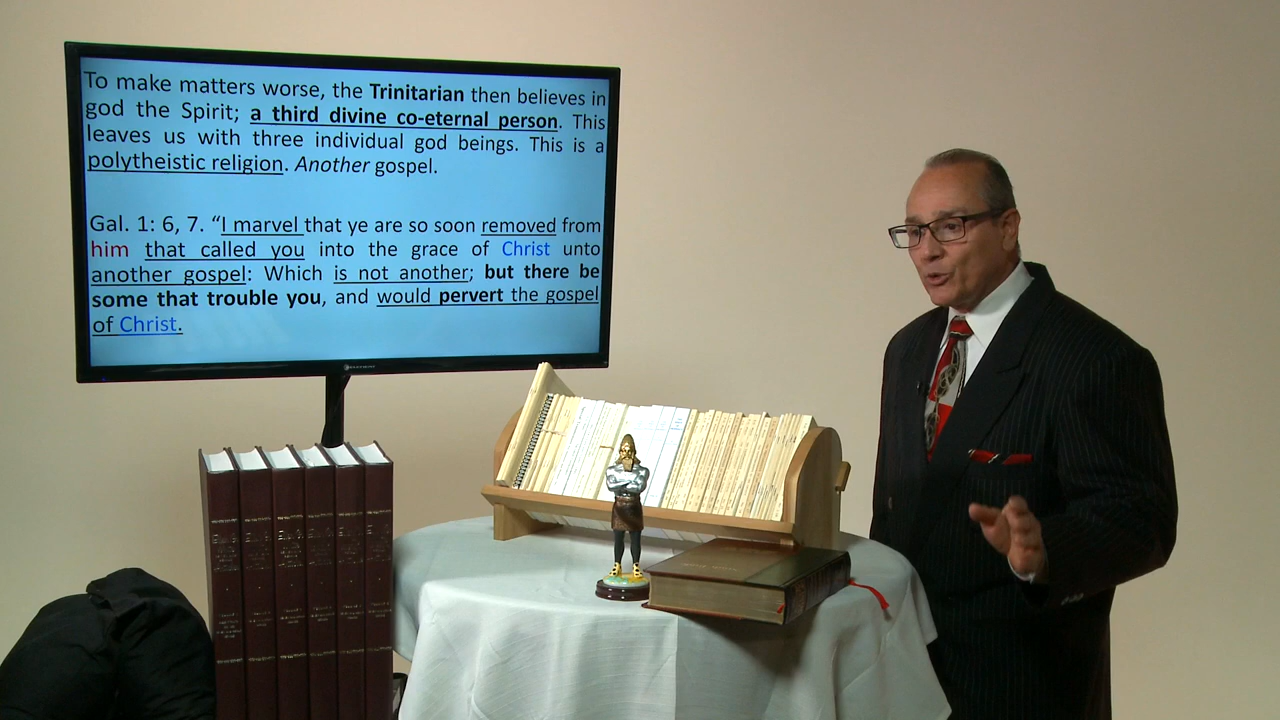 To make matters worse, the Trinitarian then believes in
god the Spirit; a third divine co-eternal person. This
leaves us with three individual god beings. This is a
polytheistic religion. Another gospel.
Gal. 1: 6, 7. “I marvel that ye are so soon removed from
him that called you into the grace of Christ unto
another gospel: Which is not another; but there be
some that trouble you, and would pervert the gospel
of Christ.